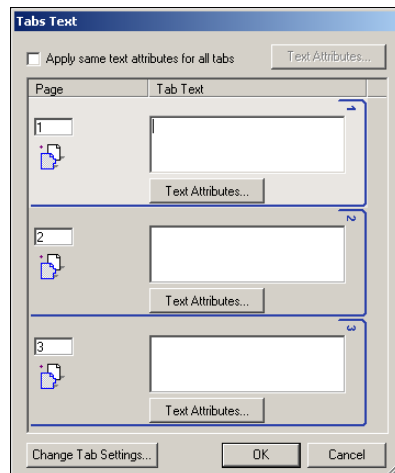 Tabs Text
Apply same text attributes for all tabs
Text Attributes...
Page Tab Text
1
1
Text Attributes...
2
2
Text Attributes...
3
3
Text Attributes...
Change Tab Settings... OK Cancel